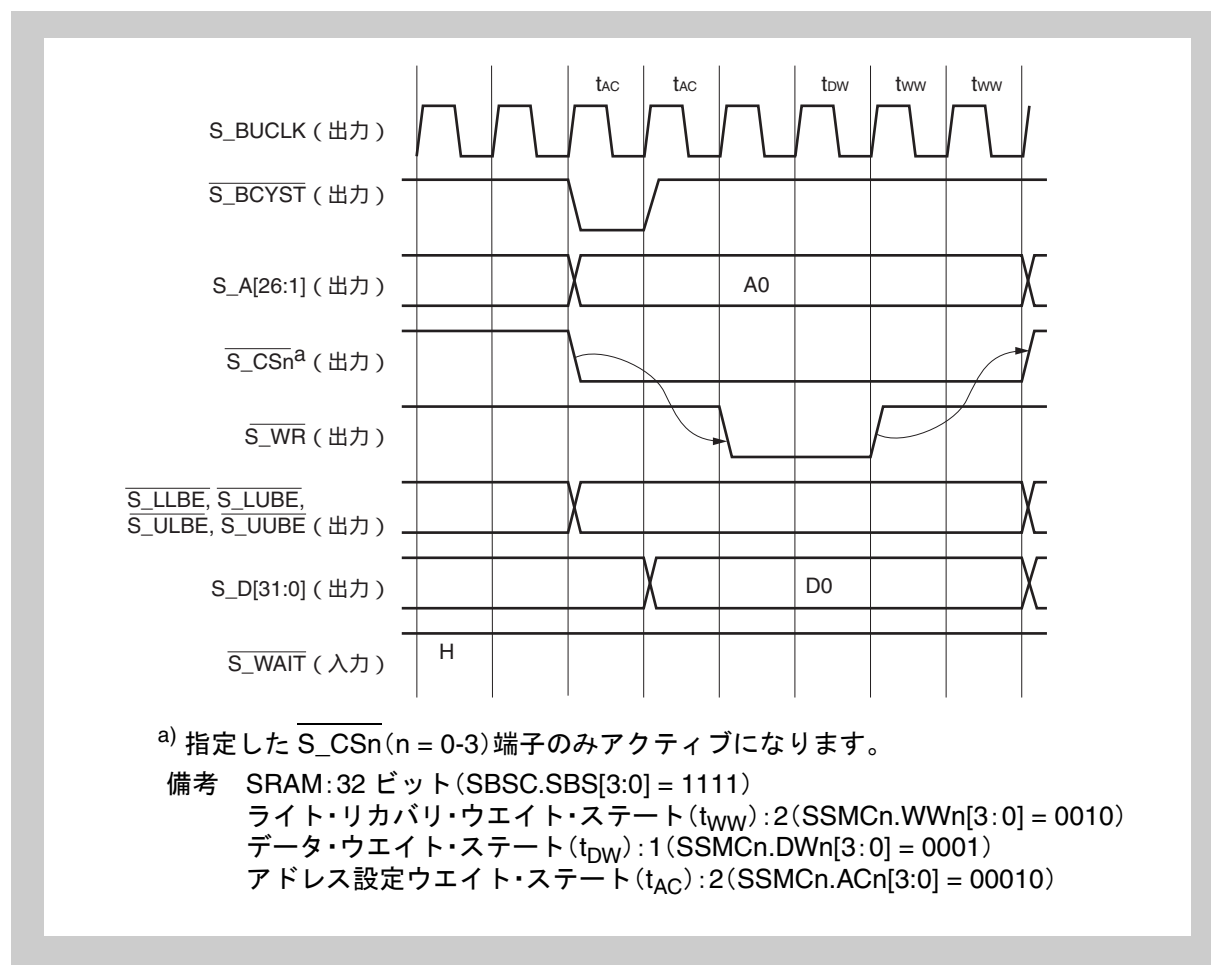 tAC tAC tDW tWW tWW
S_BUCLK（出力）
S_BCYST（出力）
S_A[26:1]（出力） A0
S_CSn a（出力）
S_WR（出力）
S_LLBE, S_LUBE,
S_ULBE, S_UUBE（出力）
S_D[31:0]（出力） D0
S_WAIT（入力） H
a) 指定した S_CSn(n = 0-3)端子のみアクティブになります。
備考 SRAM:32 ビット(SBSC.SBS[3:0] = 1111)
ライト・リカバリ・ウエイト・ステート(tWW):2(SSMCn.WWn[3:0] = 0010)
データ・ウエイト・ステート(tDW):1(SSMCn.DWn[3:0] = 0001)
アドレス設定ウエイト・ステート(tAC):2(SSMCn.ACn[3:0] = 00010)